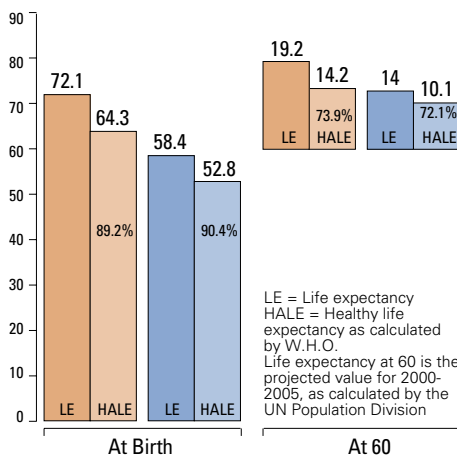 90
80
70
60
50
40
30
20
10
0
72.1
64.3
58.4
52.8
89.2%
90.4%
LE HALE LE HALE
At Birth
19.2
14.2
14
10.1
73.9%
72.1%
LE HALE LE HALE
LE = Life expectancy
HALE = Healthy life
expectancy as calculated
by W.H.O.
Life expectancy at 60 is the
projected value for 2000-
2005, as calculated by the
UN Population Division
At 60